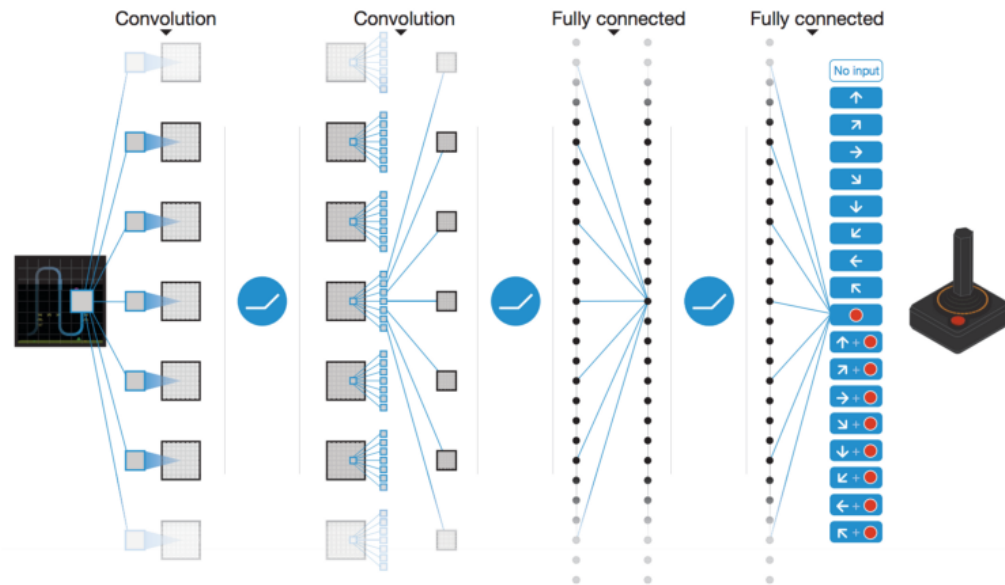 Convolution
Convolution
Fully connected
Fully connected
No input
+
+
+
+
+
+
+
+